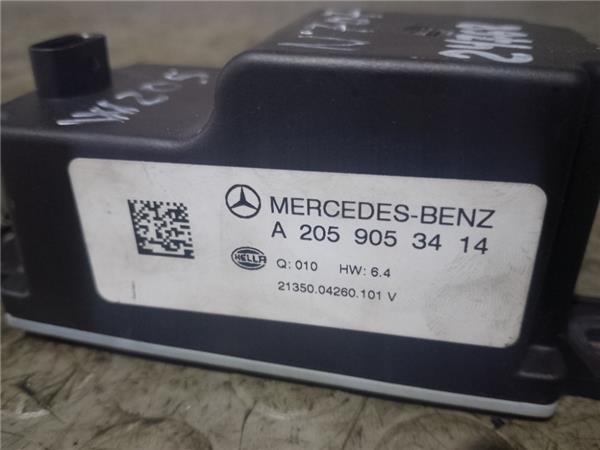 W205
MERCEDES-BENZ
A 205 905 34 14
HELLA
Q: 010 HW: 6.4
21350.04260.101 V